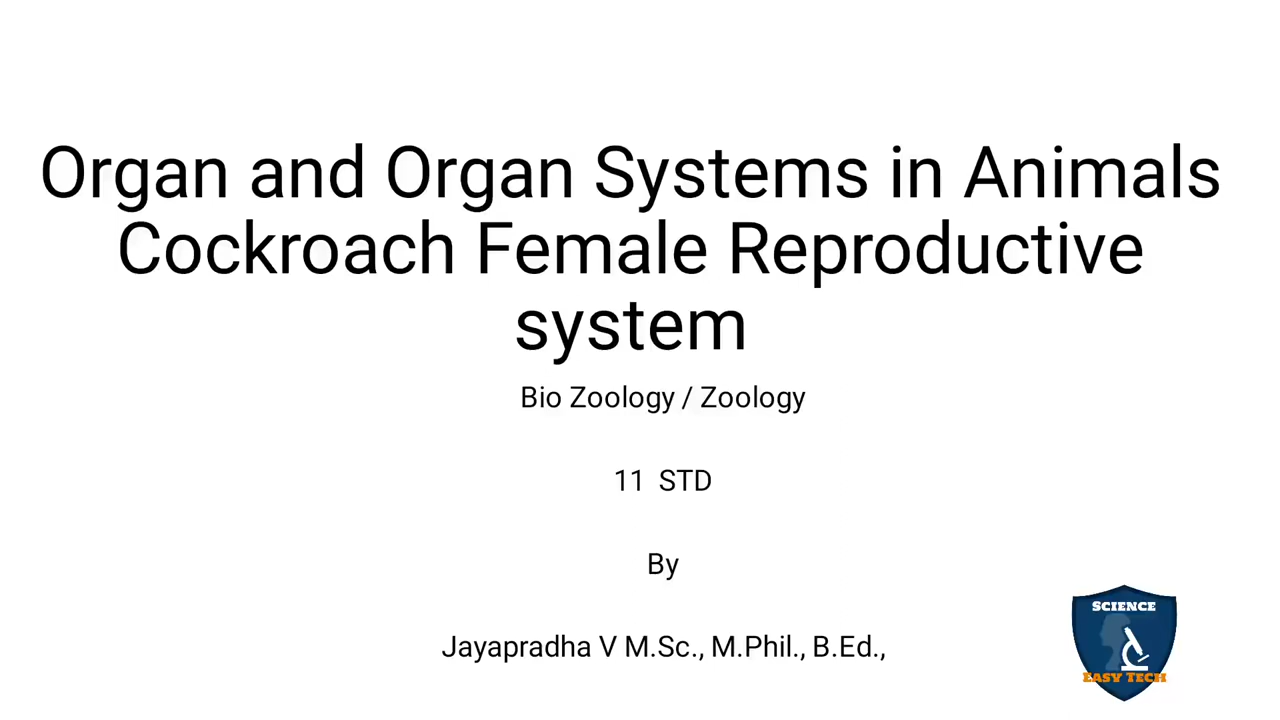 Organ and Organ Systems in Animals
Cockroach Female Reproductive
system
Bio Zoology / Zoology
11 STD
By
Jayapradha V M.Sc., M.Phil., B.Ed.,
SCIENCE
EASY TECH